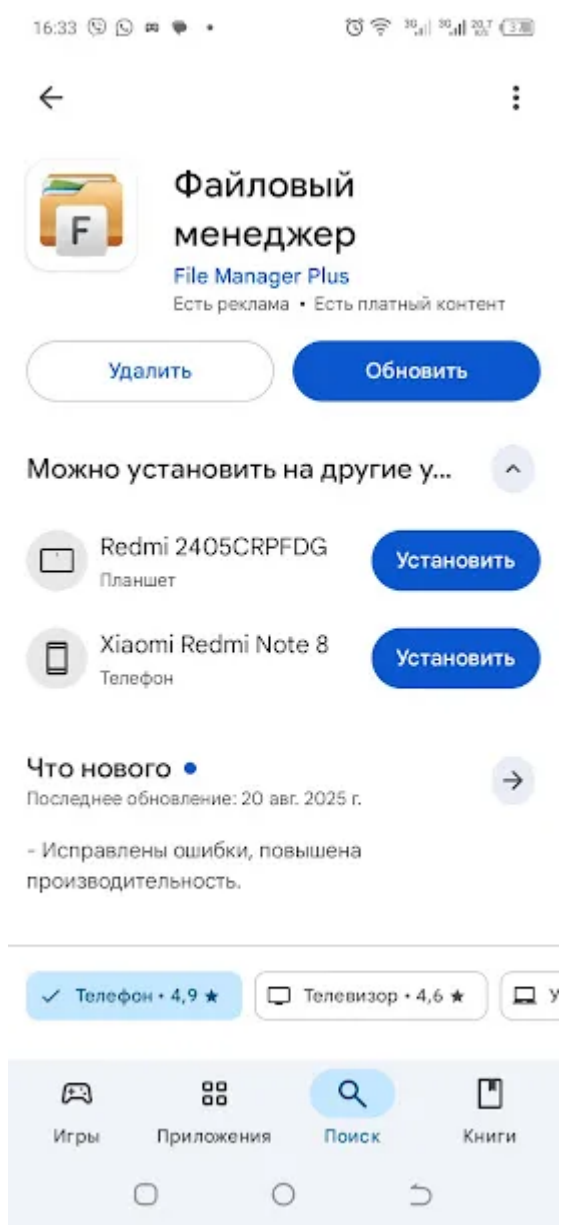 16:33
Файловый
менеджер
File Manager Plus
Есть реклама • Есть платный контент
Удалить
Обновить
Можно установить на другие у...
Redmi 2405CRPFDG
Планшет
Установить
Xiaomi Redmi Note 8
Телефон
Установить
Что нового
Последнее обновление: 20 авг. 2025 г.
- Исправлены ошибки, повышена
производительность.
Телефон • 4,9 ★
Телевизор • 4,6 ★
У
Игры
Приложения
Поиск
Книги